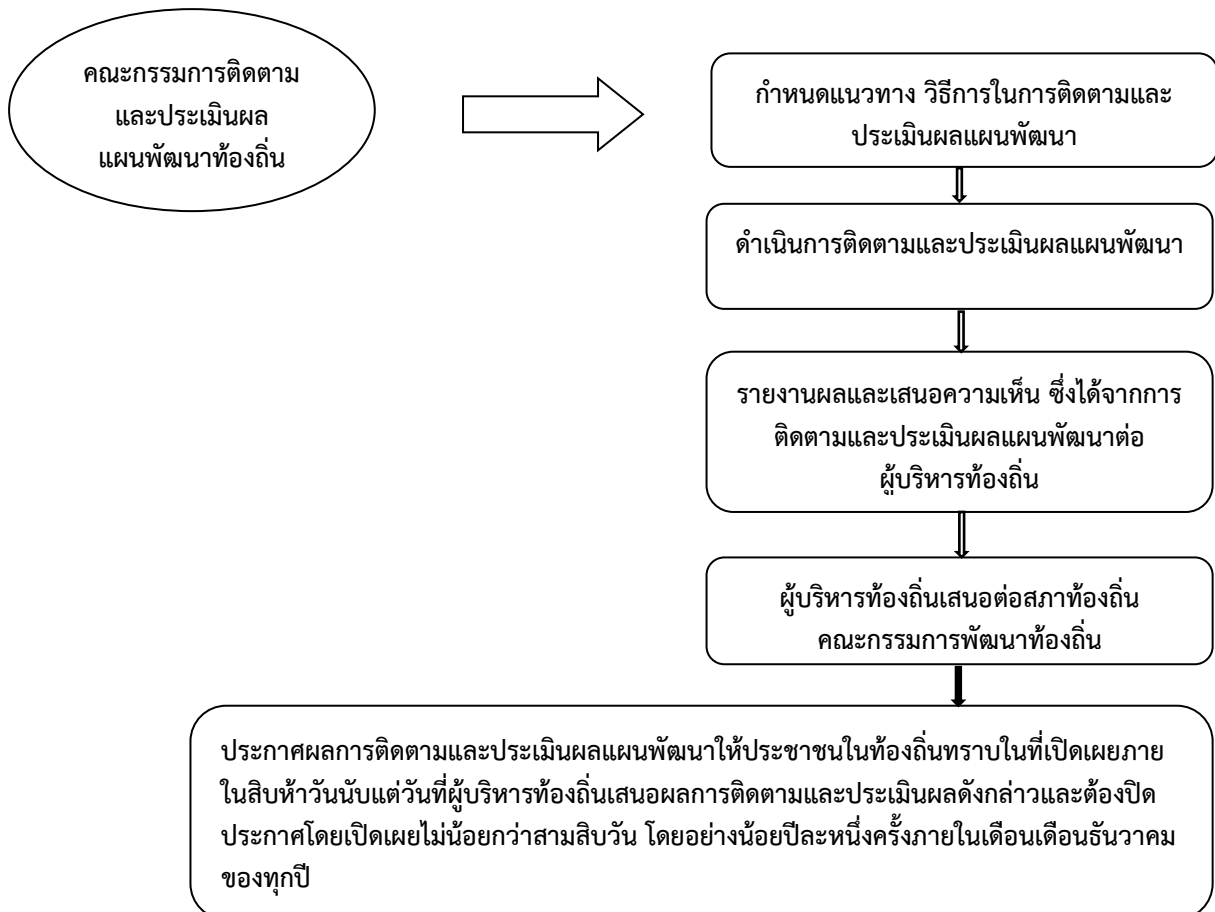 คณะกรรมการติดตาม
และประเมินผล
แผนพัฒนาท้องถิ่น
กำหนดแนวทาง วิธีการในการติดตามและ
ประเมินผลแผนพัฒนา
ดำเนินการติดตามและประเมินผลแผนพัฒนา
รายงานผลและเสนอความเห็น ซึ่งได้จากการ
ติดตามและประเมินผลแผนพัฒนาต่อ
ผู้บริหารท้องถิ่น
ผู้บริหารท้องถิ่นเสนอต่อสภาท้องถิ่น
คณะกรรมการพัฒนาท้องถิ่น
ประกาศผลการติดตามและประเมินผลแผนพัฒนาให้ประชาชนในท้องถิ่นทราบในที่เปิดเผยภาย
ในสิบห้าวันนับแต่วันที่ผู้บริหารท้องถิ่นเสนอผลการติดตามและประเมินผลดังกล่าวและต้องปิด
ประกาศโดยเปิดเผยไม่น้อยกว่าสามสิบวัน โดยอย่างน้อยปีละหนึ่งครั้งภายในเดือนเดือนธันวาคม
ของทุกปี